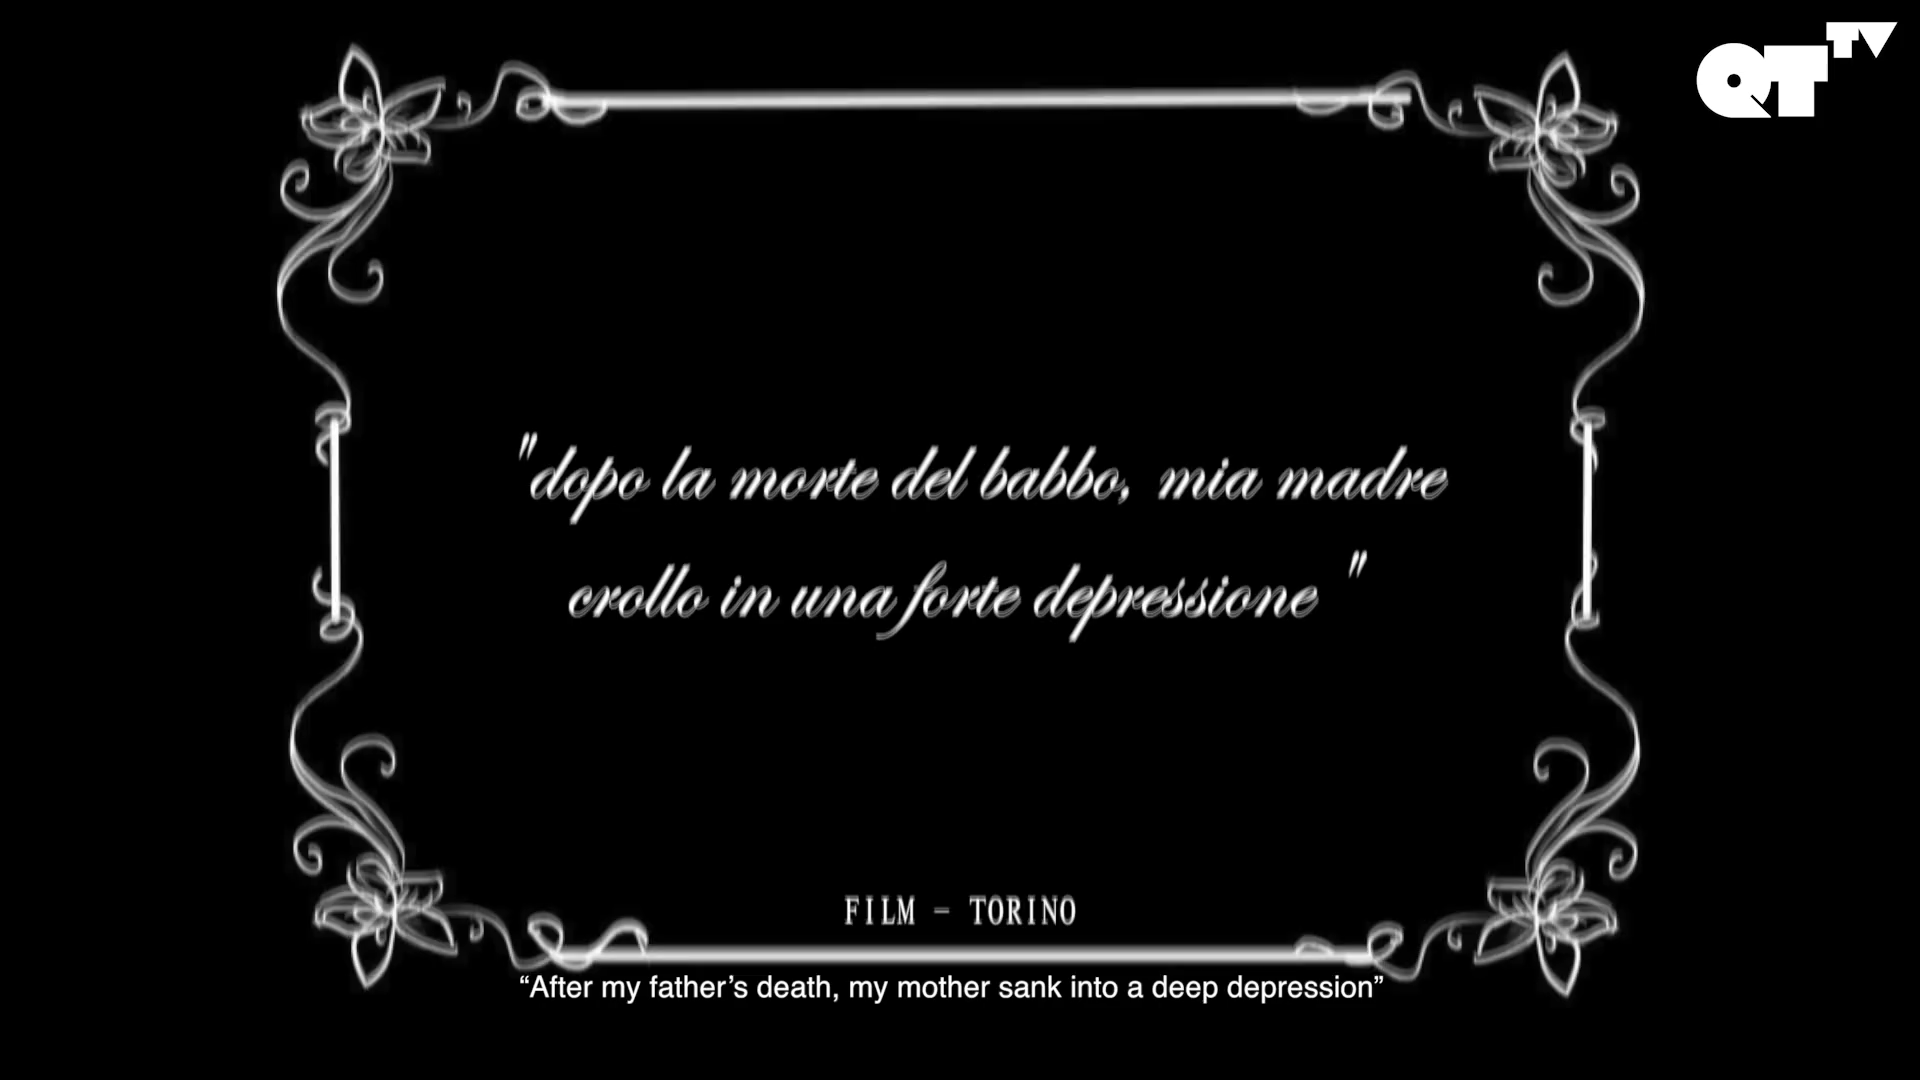 QT TV
"dopo la morte del babbo, mia madre
crollo in una forte depressione "
FILM – TORINO
“After my father’s death, my mother sank into a deep depression”